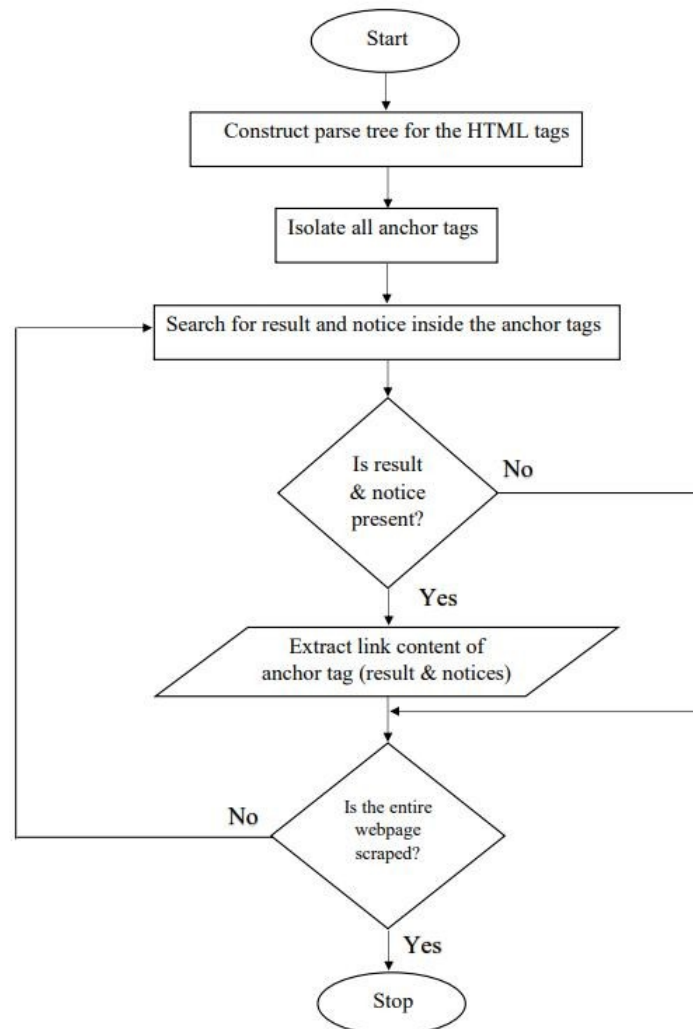 Start
Construct parse tree for the HTML tags
Isolate all anchor tags
Search for result and notice inside the anchor tags
Is result
& notice
present?
No
Yes
Extract link content of
anchor tag (result & notices)
Is the entire
webpage
scraped?
No
Yes
Stop